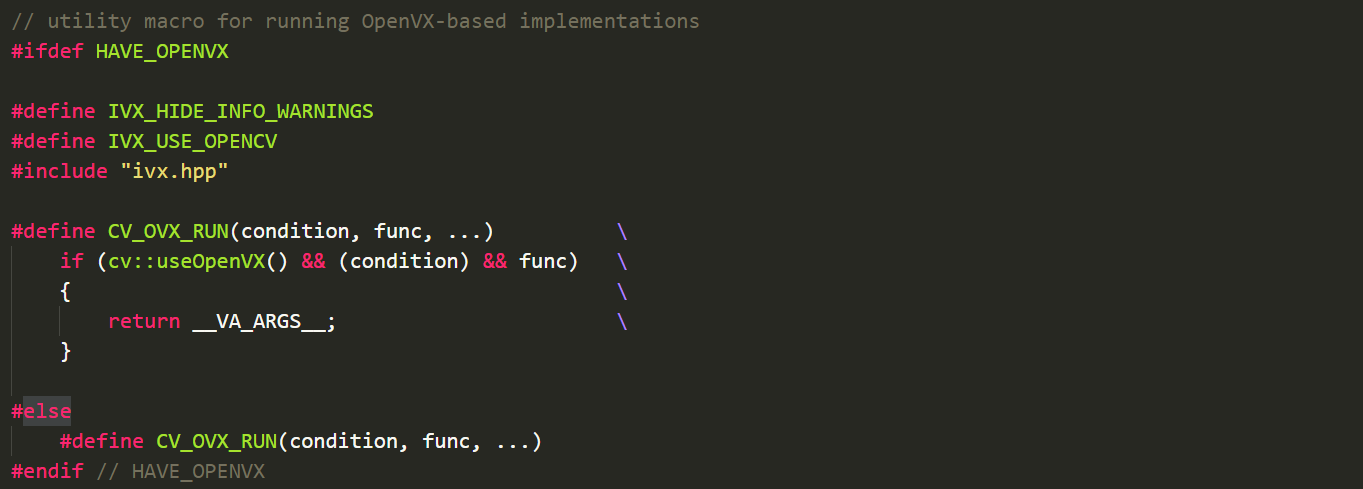 // utility macro for running OpenVX-based implementations
#ifdef HAVE_OPENVX
#define IVX_HIDE_INFO_WARNINGS
#define IVX_USE_OPENCV
#include "ivx.hpp"
#define CV_OVX_RUN(condition, func, ...)          \
    if (cv::useOpenVX() && (condition) && func)   \
    {                                             \
        return __VA_ARGS__;                       \
    }
#else
    #define CV_OVX_RUN(condition, func, ...)
#endif // HAVE_OPENVX